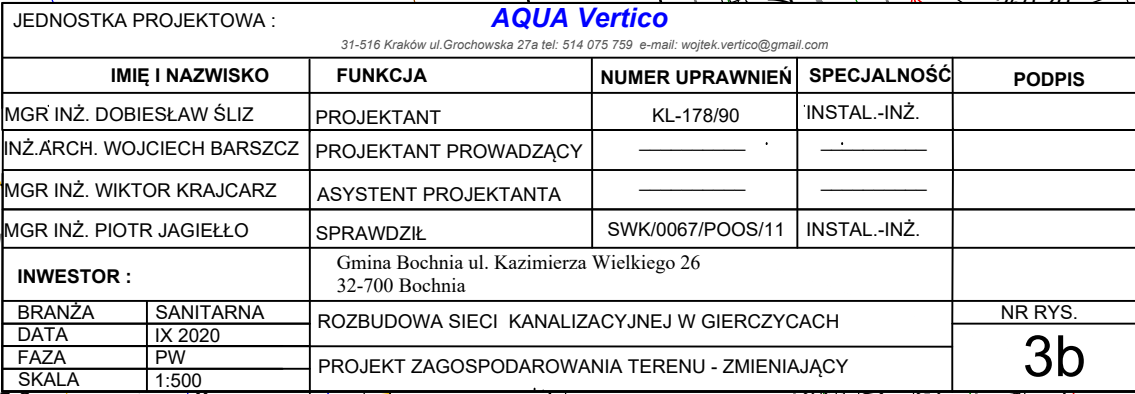 JEDNOSTKA PROJEKTOWA : AQUA Vertico
31-516 Kraków ul.Grochowska 27a tel: 514 075 759 e-mail: wojtek.vertico@gmail.com
IMIĘ I NAZWISKO FUNKCJA NUMER UPRAWNIEŃ SPECJALNOŚĆ PODPIS
MGR INŻ. DOBIESŁAW ŚLIZ PROJEKTANT KL-178/90 INSTAL.-INŻ.
INŻ.ARCH. WOJCIECH BARSZCZ PROJEKTANT PROWADZĄCY
MGR INŻ. WIKTOR KRAJCARZ ASYSTENT PROJEKTANTA
MGR INŻ. PIOTR JAGIEŁŁO SPRAWDZIŁ SWK/0067/POOS/11 INSTAL.-INŻ.
INWESTOR : Gmina Bochnia ul. Kazimierza Wielkiego 26
32-700 Bochnia
BRANŻA SANITARNA ROZBUDOWA SIECI KANALIZACYJNEJ W GIERCZYCACH NR RYS.
DATA IX 2020
FAZA PW PROJEKT ZAGOSPODAROWANIA TERENU - ZMIENIAJĄCY 3b
SKALA 1:500